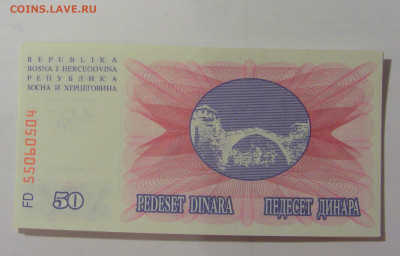 COINS.LAVE.RU
REPUBLIKA
BOSNA I HERCEGOVINA
РЕПУБЛИКА
БОСНА И ХЕРЦЕГОВИНА
FD 55060504
50
PEDESET DINARA
ПЕДЕСЕТ ДИНАРА